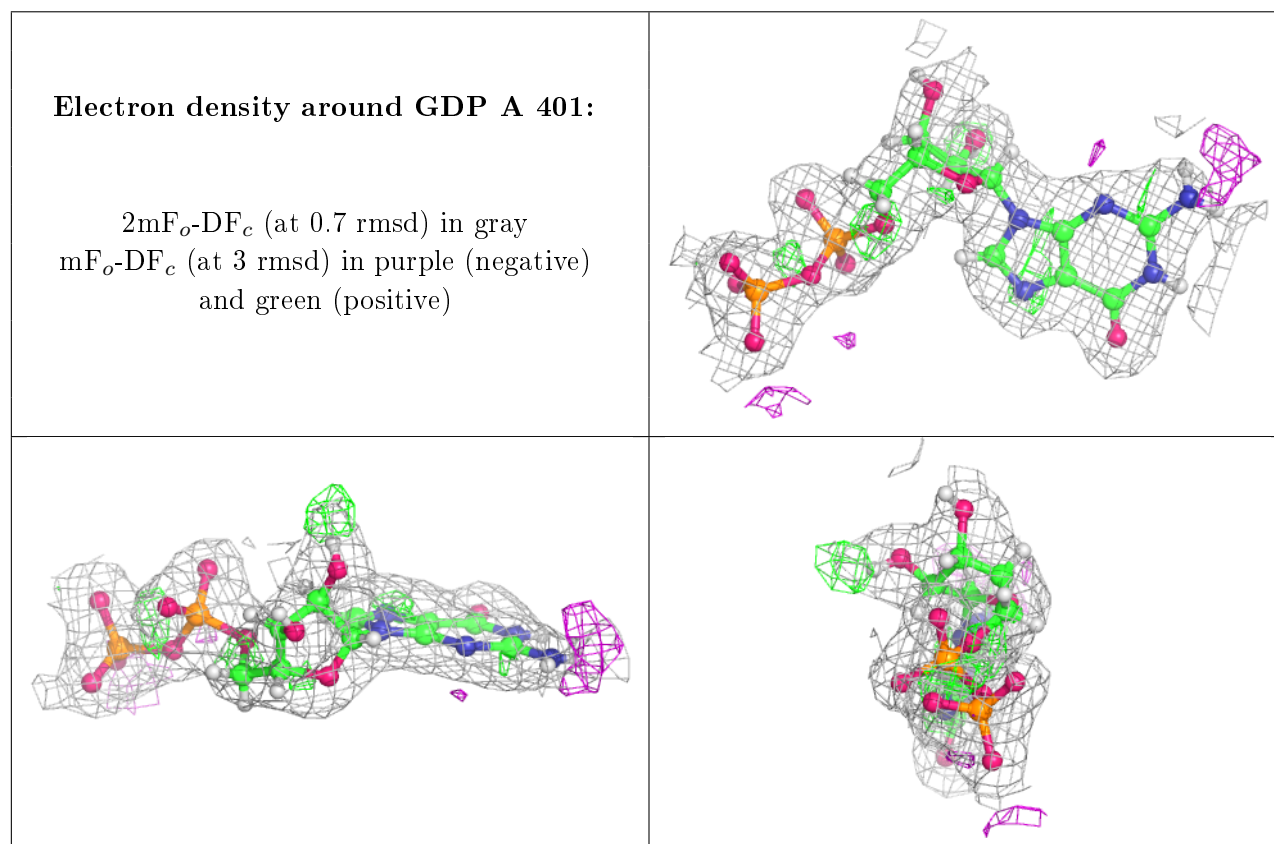 Electron density around GDP A 401:
2mFo-DFc (at 0.7 rmsd) in gray
mFo-DFc (at 3 rmsd) in purple (negative)
and green (positive)